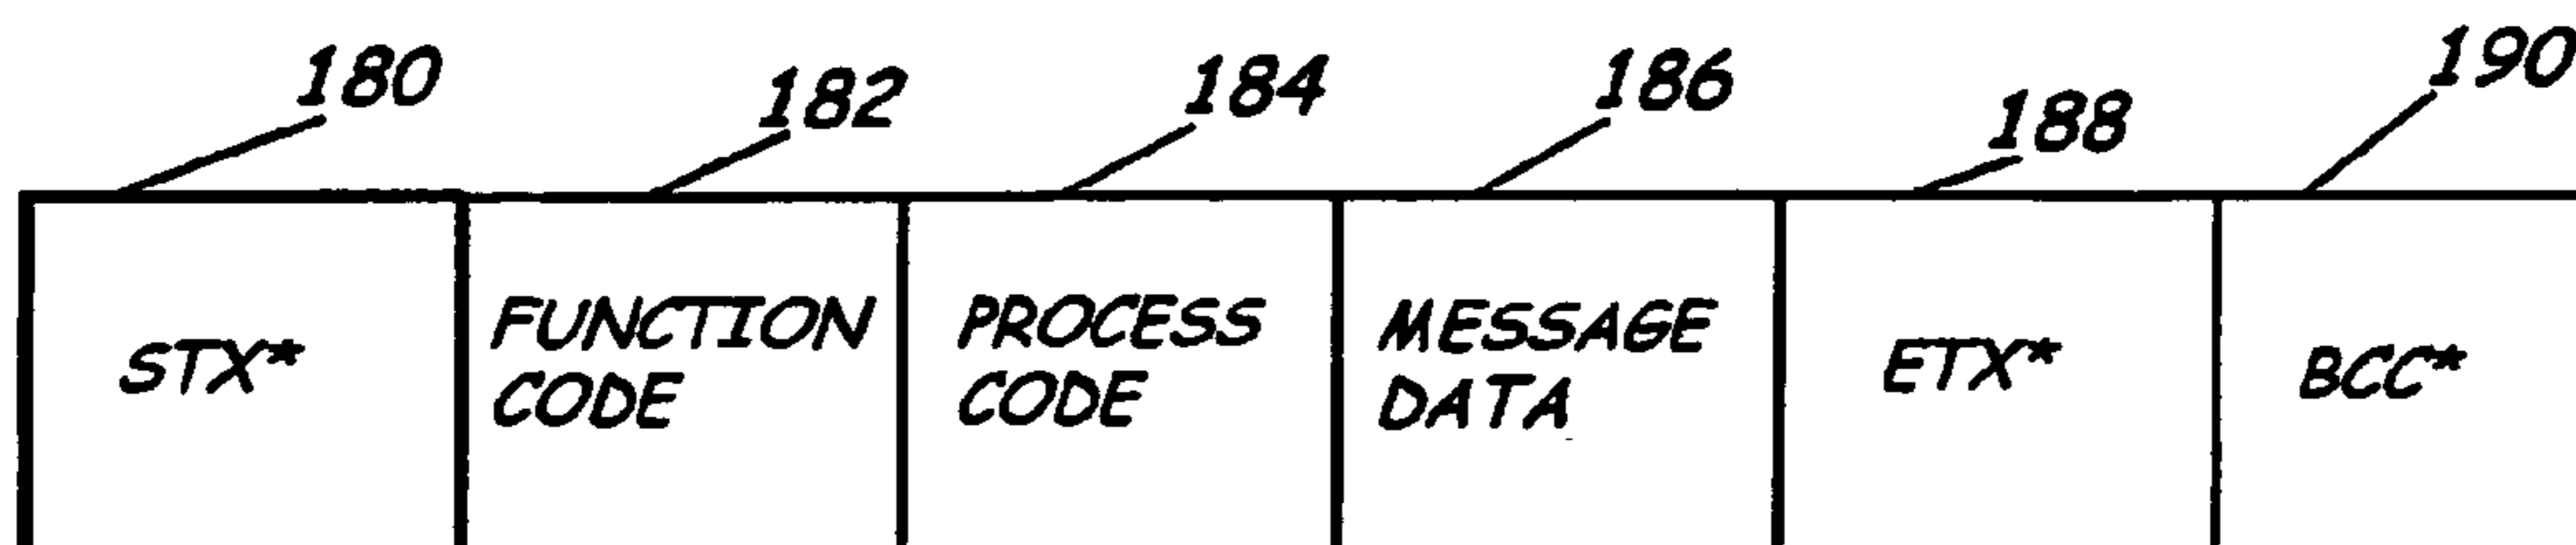 180 182 184 186 188 190
STX* FUNCTION CODE PROCESS CODE MESSAGE DATA ETX* BCC*